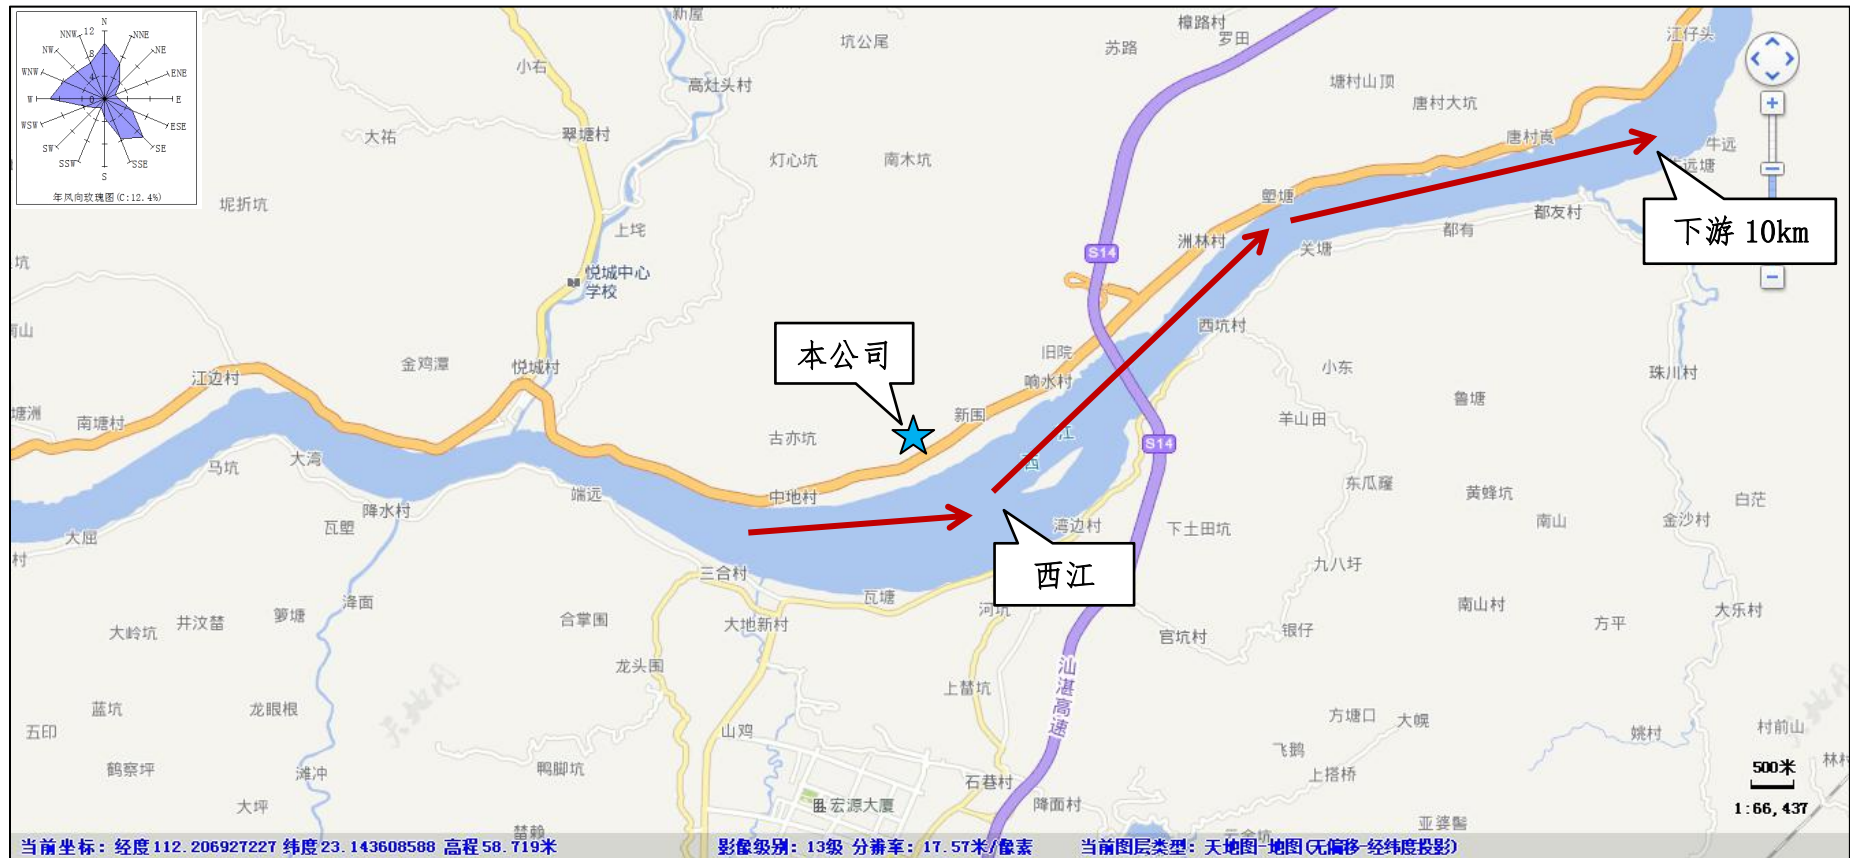 N
NNE
NE
ENE
E
ESE
SE
SSE
S
SSW
SW
WSW
W
WNW
NW
NNW
12
8
4
0
年风向玫瑰图(C:12.4%)
新屋
坑公尾
樟路村
罗田
苏路
江仔头
小右
高灶头村
塘村山顶
唐村大坑
大祐
翠塘村
灯心坑
南木坑
唐村崀
牛远
牛远塘
坭折坑
上垞
塱塘
都友村
都有
下游 10km
洲林村
关塘
S14
悦城中心
学校
本公司
西坑村
旧院
小东
金鸡潭
悦城村
江边村
响水村
珠川村
鲁塘
塘洲
南塘村
新围
羊山田
古亦坑
江
西
S14
马坑
大湾
端远
中地村
东瓜窿
黄蜂坑
白茫
降水村
瓦塱
大屈
湾边村
下土田坑
南山
金沙村
村
三合村
西江
九八圩
瓦塘
泽面
箩塘
井汶㙮
大岭坑
合掌围
大地新村
河坑
南山村
大乐村
方平
官坑村
银仔
龙头围
汕湛高速
上㙮坑
蓝坑
龙眼根
五印
山鸡
方塘口
大幌
姚村
村前山
飞鹅
鹤察坪
滩冲
鸭脚坑
石巷村
上搭桥
500米
林村
大坪
宏源大厦
降面村
1:66,437
亚婆髻
当前坐标：经度112.206927227 纬度23.143608588 高程58.719米
影像级别：13级 分辨率：17.57米/像素
当前图层类型：天地图-地图(无偏移-经纬度投影)